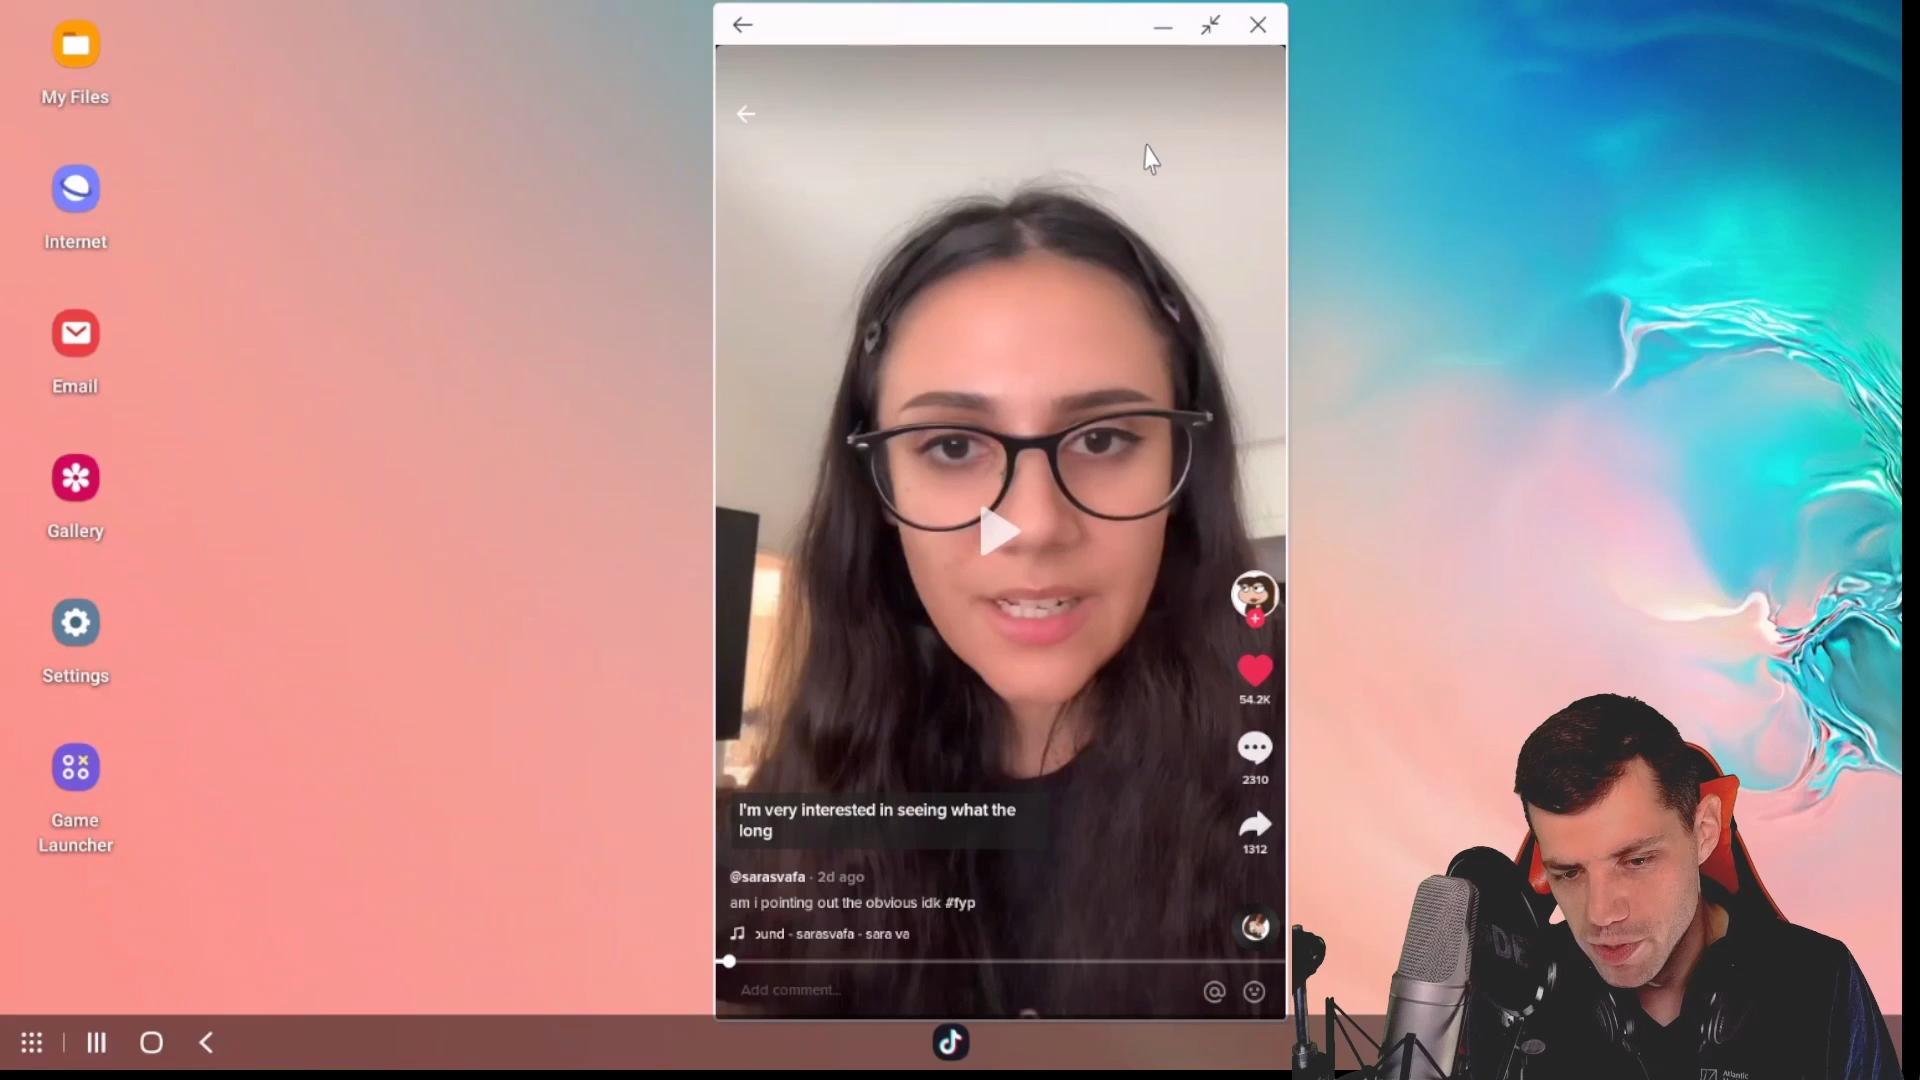 My Files
Internet
Email
Gallery
Settings
Game
Launcher
54.2K
2310
1312
I'm very interested in seeing what the
long
@sarasvafa · 2d ago
am i pointing out the obvious idk #fyp
ound - sarasvafa - sara va
Add comment...
Atlantic